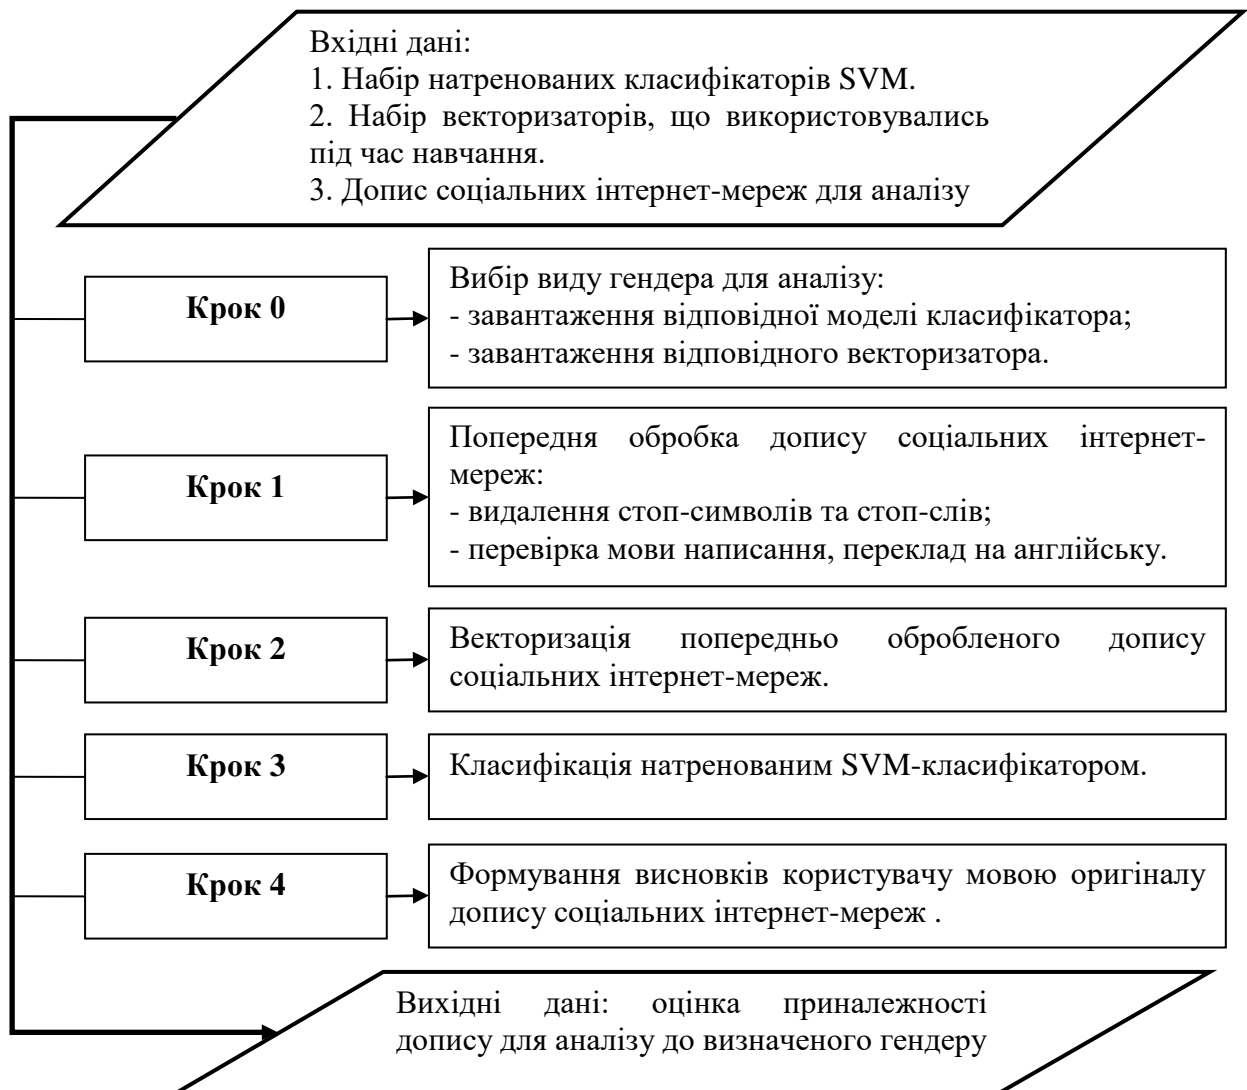 Вхідні дані:
1. Набір натренованих класифікаторів SVM.
2. Набір векторизаторів, що використовувались
під час навчання.
3. Допис соціальних інтернет-мереж для аналізу
Крок 0
Вибір виду гендера для аналізу:
- завантаження відповідної моделі класифікатора;
- завантаження відповідного векторизатора.
Крок 1
Попередня обробка допису соціальних інтернет-
мереж:
- видалення стоп-символів та стоп-слів;
- перевірка мови написання, переклад на англійську.
Крок 2
Векторизація попередньо обробленого допису
соціальних інтернет-мереж.
Крок 3
Класифікація натренованим SVM-класифікатором.
Крок 4
Формування висновків користувачу мовою оригіналу
допису соціальних інтернет-мереж .
Вихідні дані: оцінка приналежності
допису для аналізу до визначеного гендеру